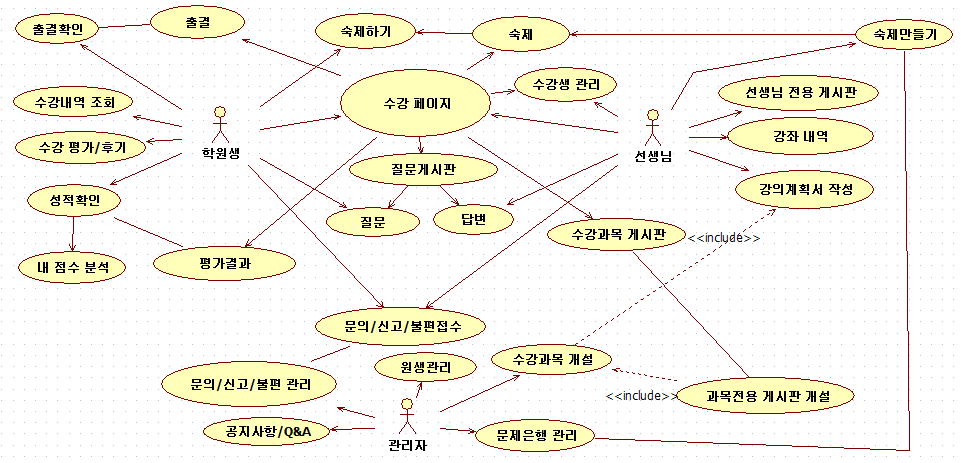 출결확인
출결
숙제하기
숙제
숙제만들기
수강내역 조회
수강 페이지
수강생 관리
선생님 전용 게시판
수강 평가/후기
학원생
선생님
강좌 내역
질문게시판
성적확인
강의계획서 작성
질문
답변
수강과목 게시판
<<include>>
내 점수 분석
평가결과
문의/신고/불편접수
원생관리
수강과목 개설
문의/신고/불편 관리
<<include>>
과목전용 게시판 개설
공지사항/Q&A
관리자
문제은행 관리